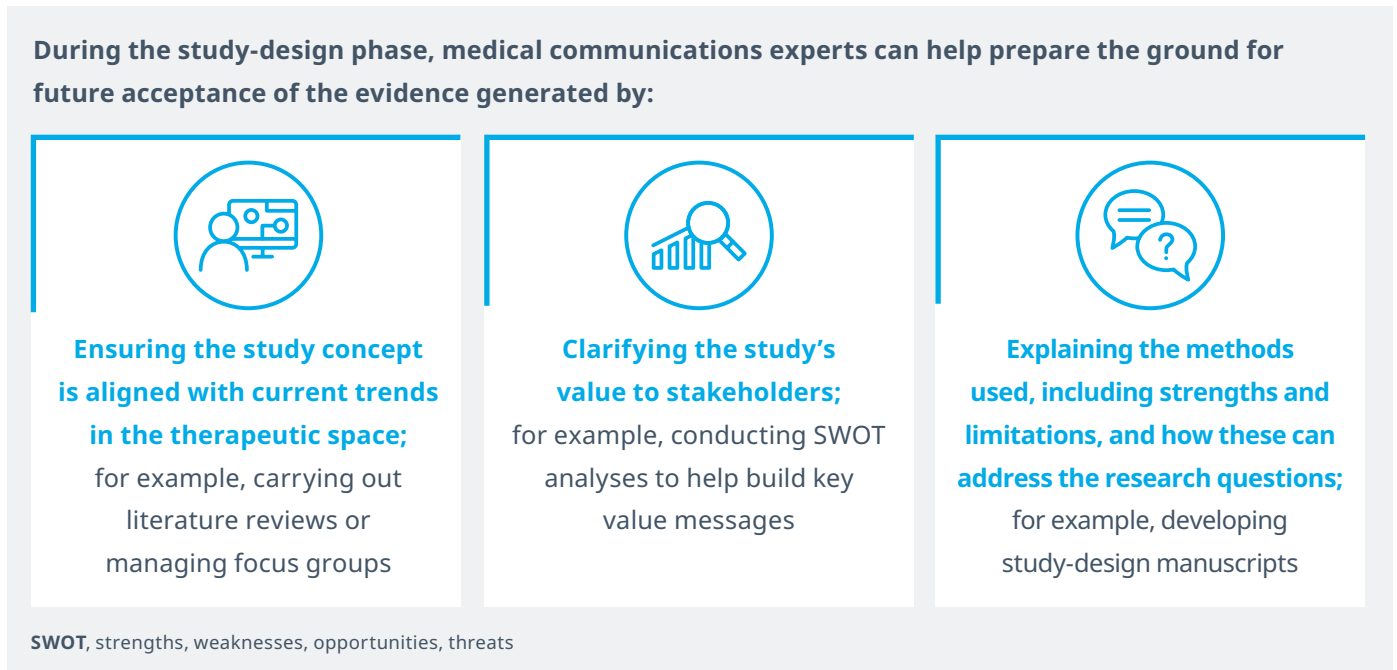 During the study-design phase, medical communications experts can help prepare the ground for
future acceptance of the evidence generated by:
Ensuring the study concept
is aligned with current trends
in the therapeutic space;
for example, carrying out
literature reviews or
managing focus groups
Clarifying the study’s
value to stakeholders;
for example, conducting SWOT
analyses to help build key
value messages
?
Explaining the methods
used, including strengths and
limitations, and how these can
address the research questions;
for example, developing
study-design manuscripts
SWOT, strengths, weaknesses, opportunities, threats